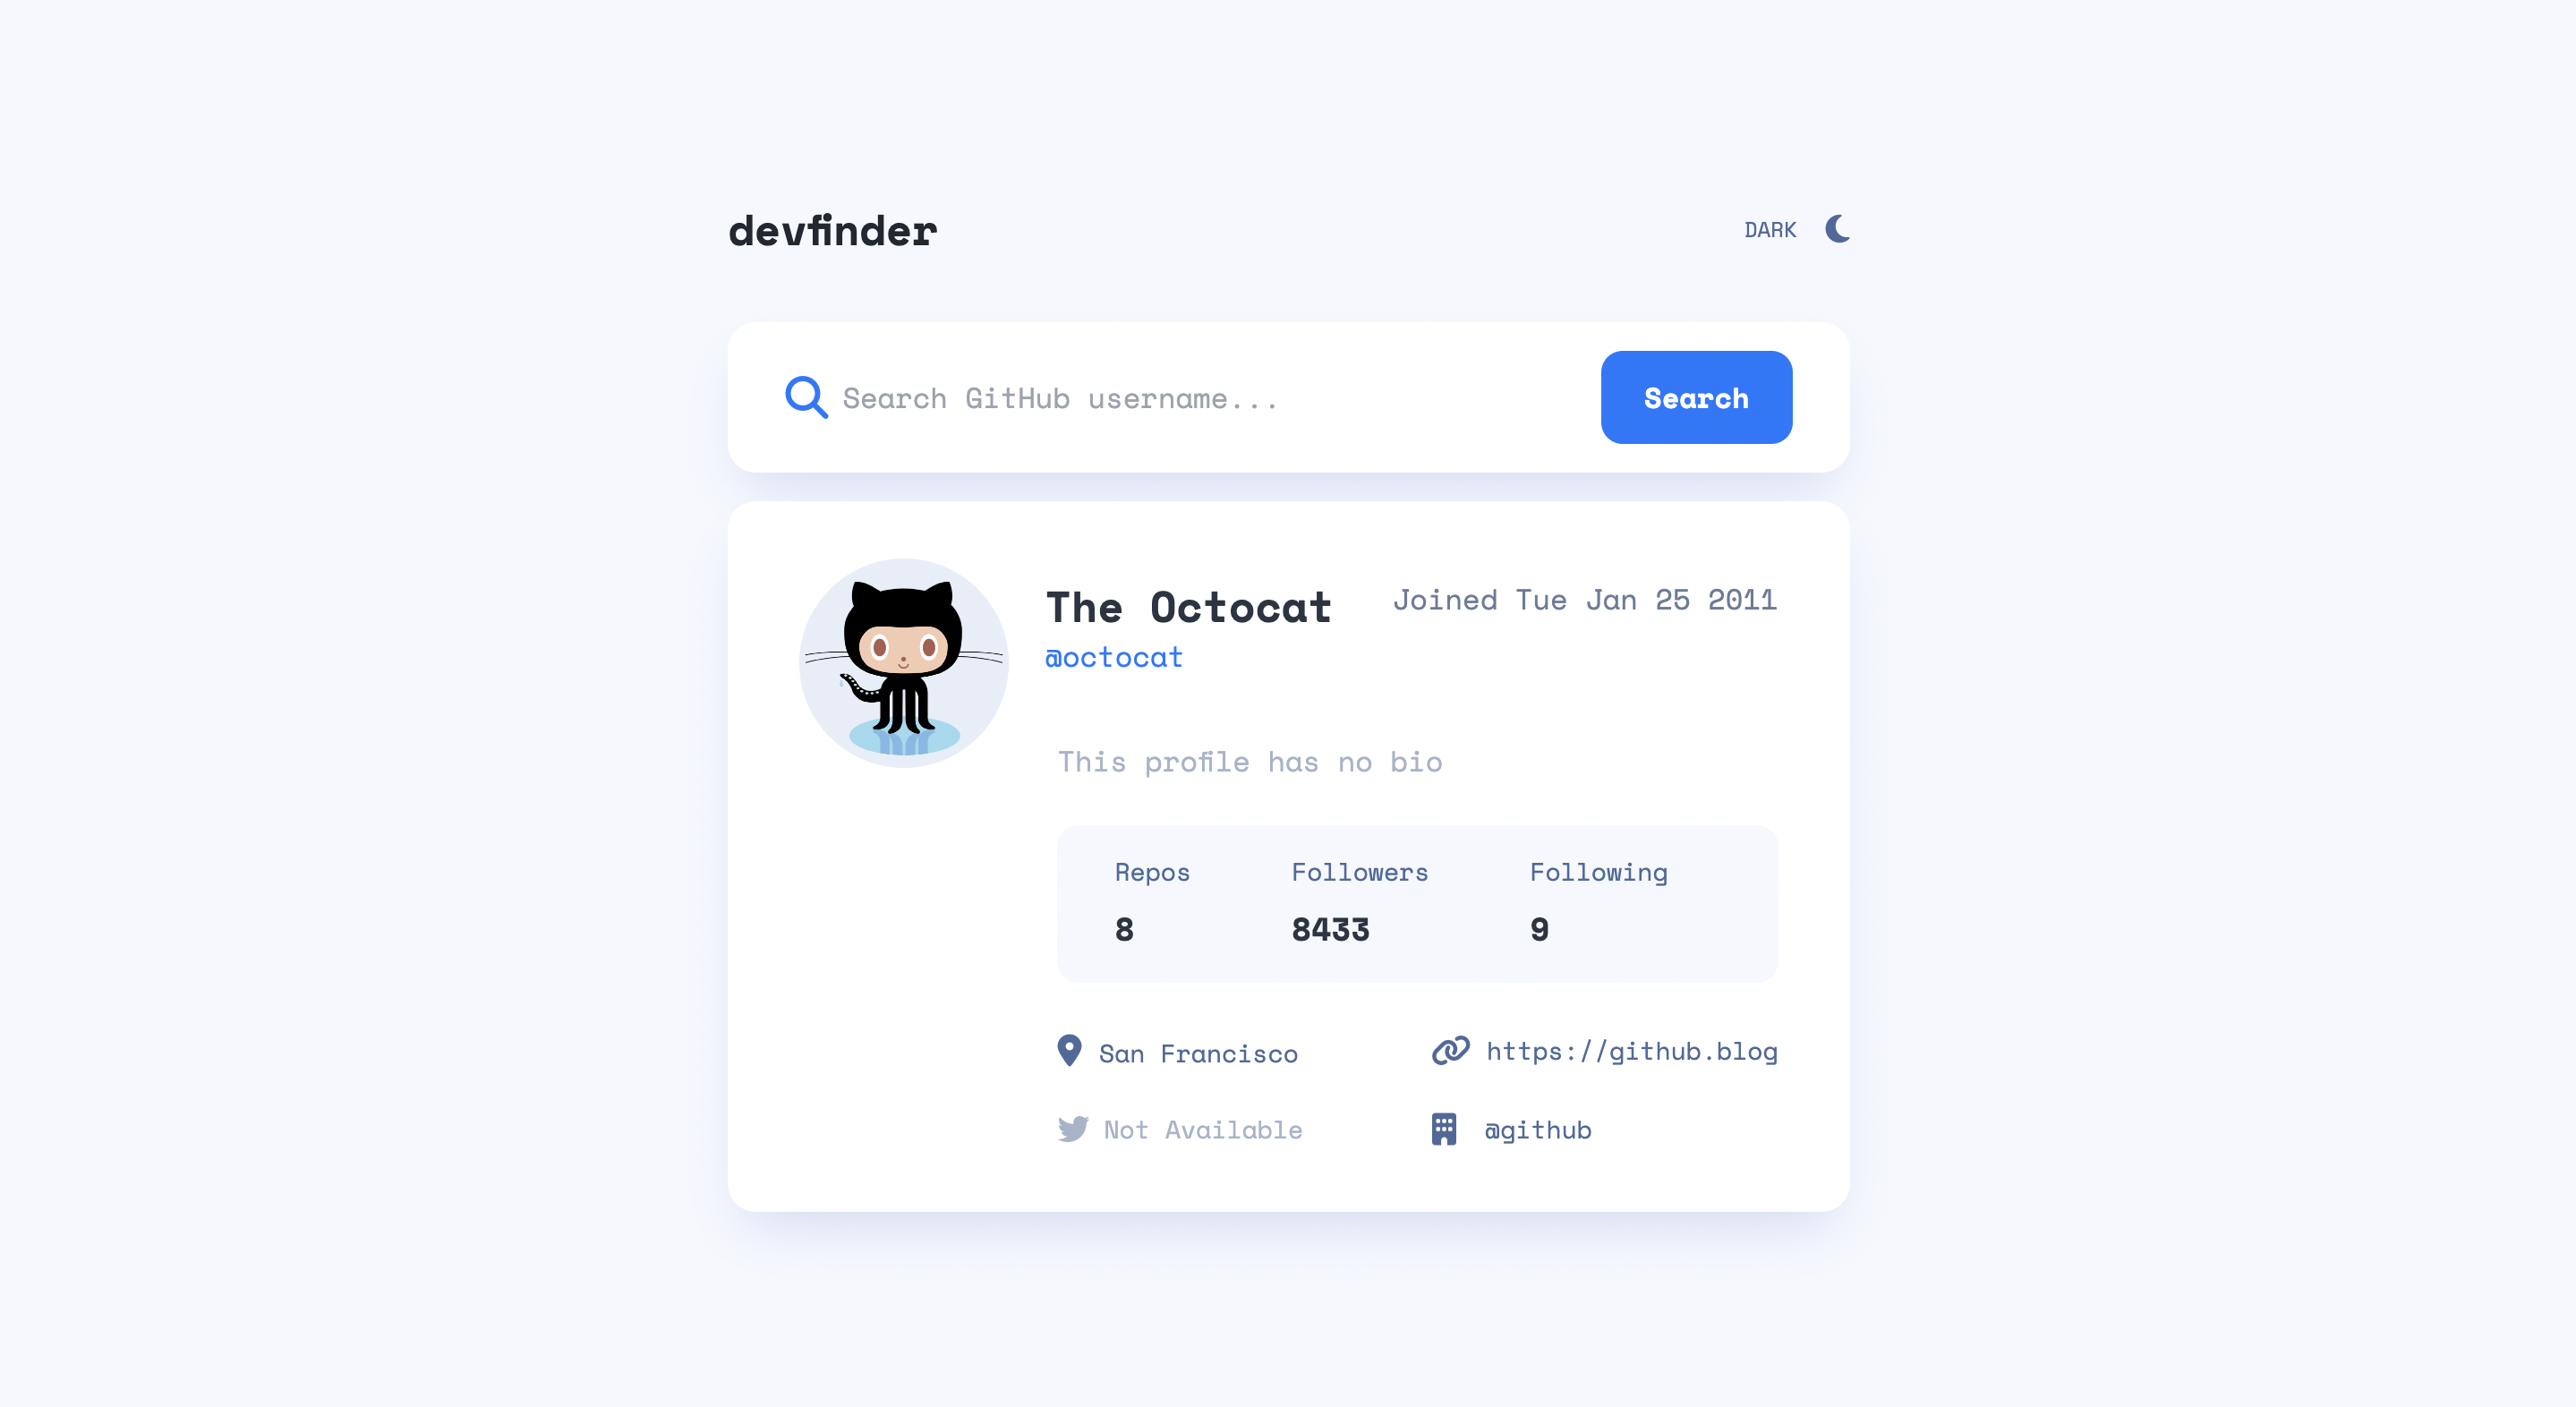 devfinder
DARK
Search GitHub username...
Search
The Octocat
Joined Tue Jan 25 2011
@octocat
This profile has no bio
Repos
Followers
Following
8
8433
9
San Francisco
https://github.blog
Not Available
@github